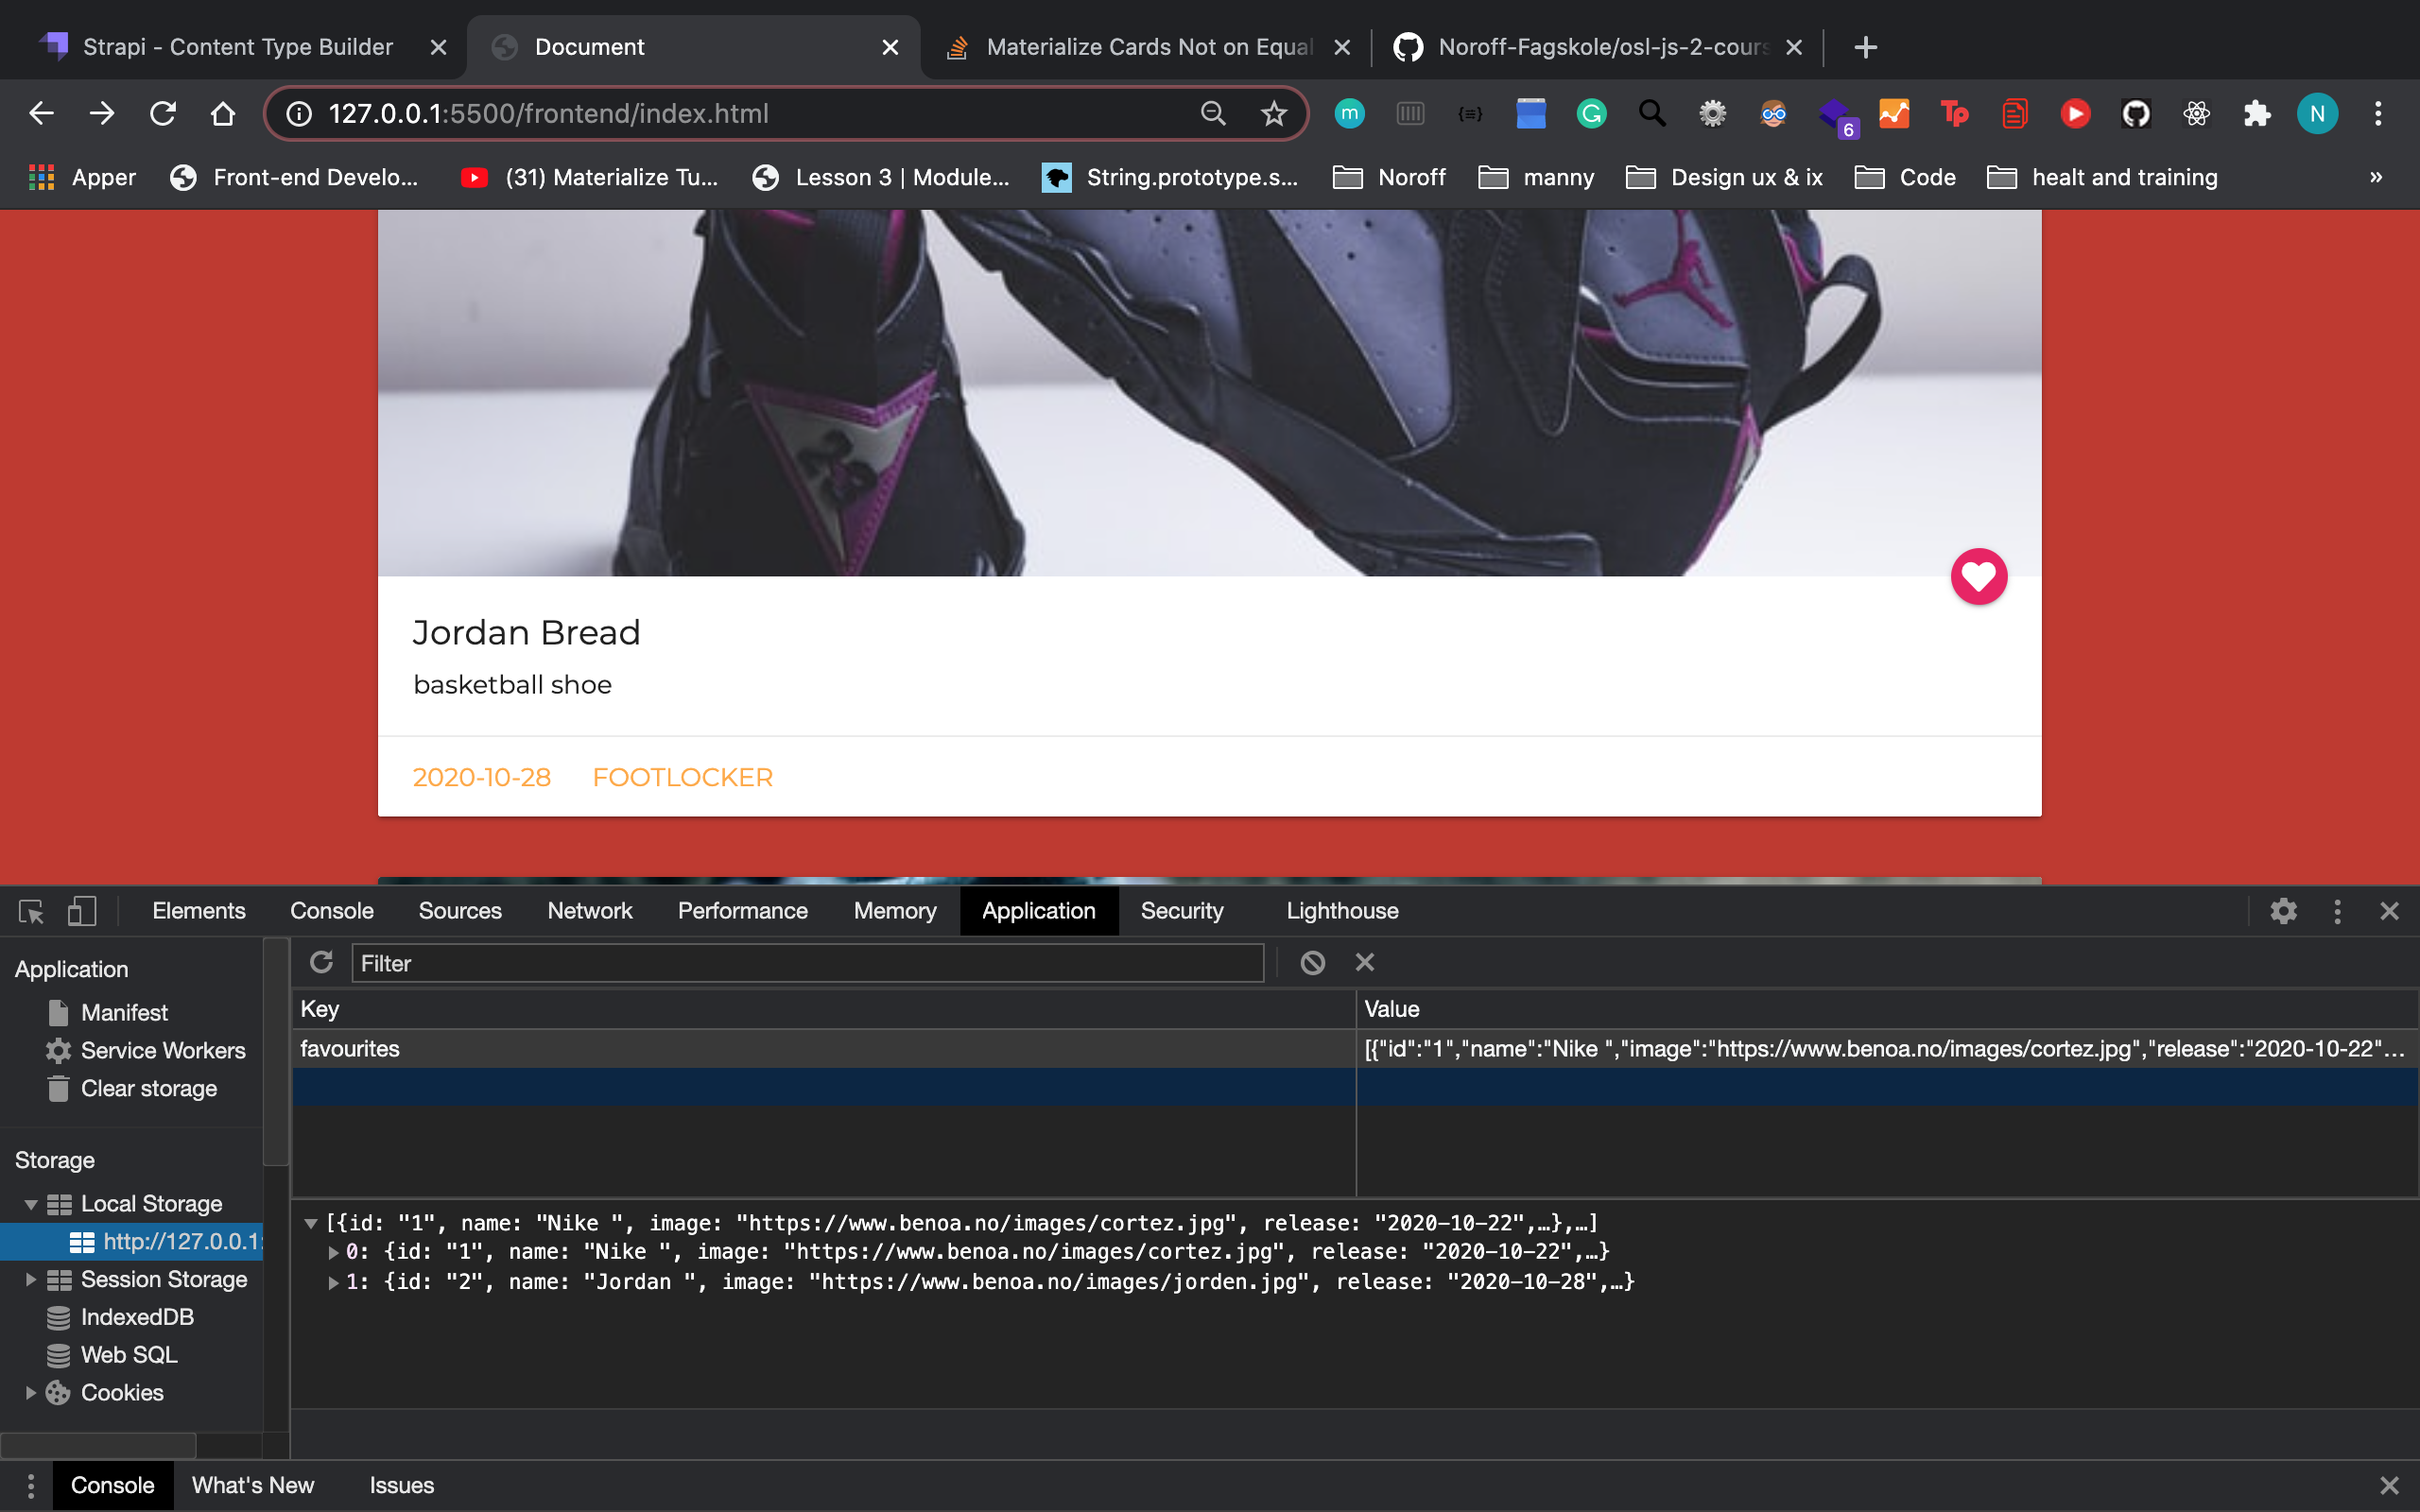 Strapi - Content Type Builder
Document
Materialize Cards Not on Equal
Noroff-Fagskole/osl-js-2-cours
127.0.0.1:5500/frontend/index.html
m
{≡}
G
6
Tp
N
Apper
Front-end Develo...
(31) Materialize Tu...
Lesson 3 | Module...
String.prototype.s...
Noroff
manny
Design ux & ix
Code
healt and training
»
Jordan Bread
basketball shoe
2020-10-28 FOOTLOCKER
Elements Console Sources Network Performance Memory Application Security Lighthouse
Application
Manifest
Service Workers
Clear storage
Storage
Local Storage
http://127.0.0.1:
Session Storage
IndexedDB
Web SQL
Cookies
Filter
Key Value
favourites [{"id":"1","name":"Nike ","image":"https://www.benoa.no/images/cortez.jpg","release":"2020-10-22"...
[{id: "1", name: "Nike ", image: "https://www.benoa.no/images/cortez.jpg", release: "2020-10-22",…},…]
0: {id: "1", name: "Nike ", image: "https://www.benoa.no/images/cortez.jpg", release: "2020-10-22",…}
1: {id: "2", name: "Jordan ", image: "https://www.benoa.no/images/jorden.jpg", release: "2020-10-28",…}
Console What's New Issues